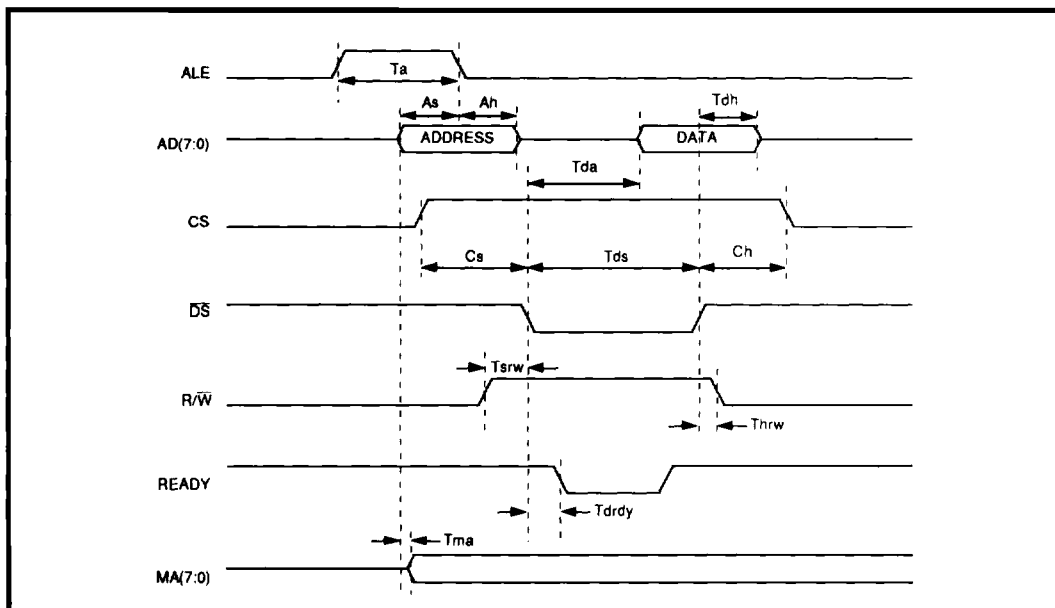 ALE
Ta
As Ah Tdh
AD(7:0) ADDRESS DATA
Tda
CS
Cs Tds Ch
D̅S̅
Tsrw
R/W̅
Thrw
READY
Tdrdy
Tma
MA(7:0)